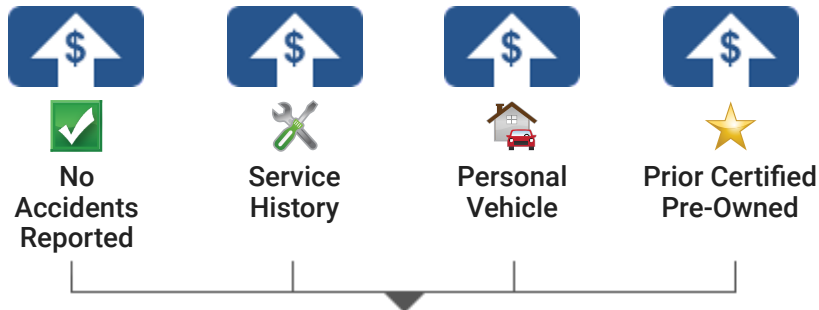 $ $ $ $
No Accidents Reported
Service History
Personal Vehicle
Prior Certified Pre-Owned